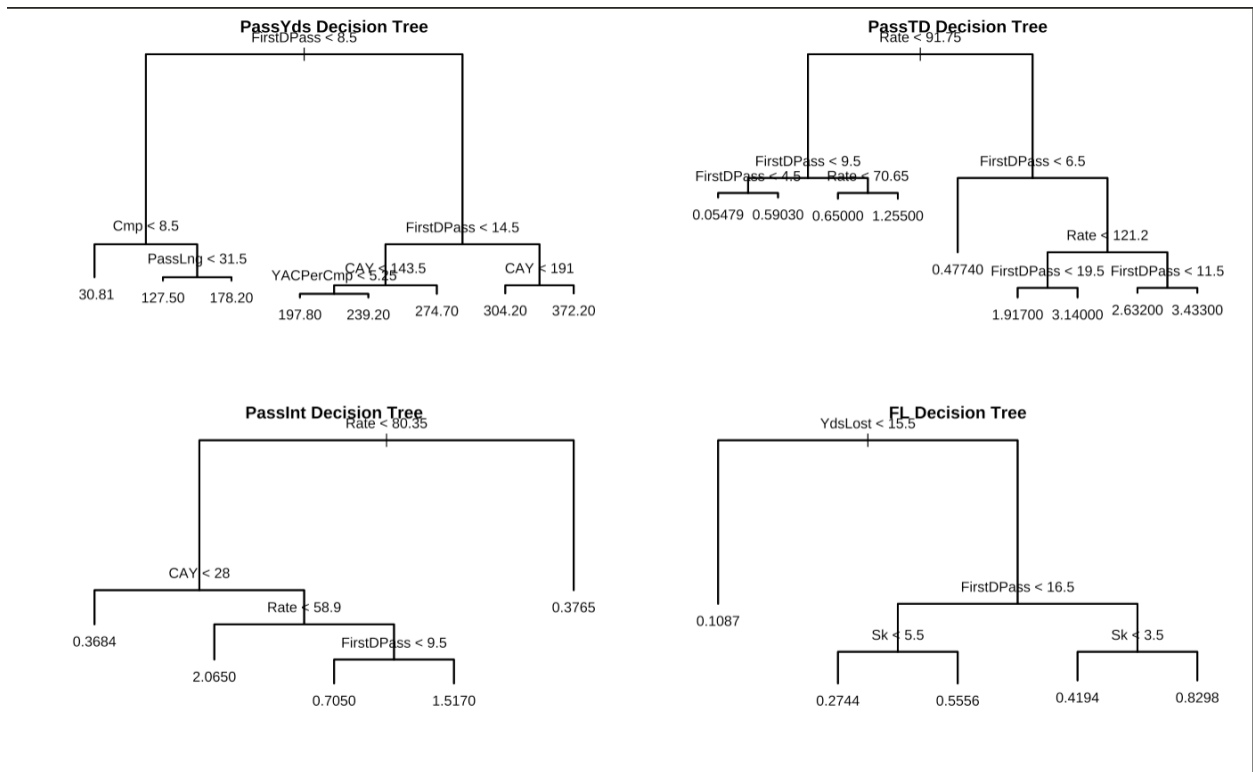 PassYds Decision Tree
FirstDPass < 8.5
Cmp < 8.5
FirstDPass < 14.5
PassLng < 31.5
CAY < 143.5
CAY < 191
YACPerCmp < 5.25
30.81
127.50
178.20
197.80
239.20
274.70
304.20
372.20
PassTD Decision Tree
Rate < 91.75
FirstDPass < 9.5
FirstDPass < 6.5
FirstDPass < 4.5
Rate < 70.65
0.05479
0.59030
0.65000
1.25500
Rate < 121.2
0.47740
FirstDPass < 19.5
FirstDPass < 11.5
1.91700
3.14000
2.63200
3.43300
PassInt Decision Tree
Rate < 80.35
CAY < 28
Rate < 58.9
0.3765
0.3684
FirstDPass < 9.5
2.0650
0.7050
1.5170
FL Decision Tree
YdsLost < 15.5
FirstDPass < 16.5
0.1087
Sk < 5.5
Sk < 3.5
0.2744
0.5556
0.4194
0.8298